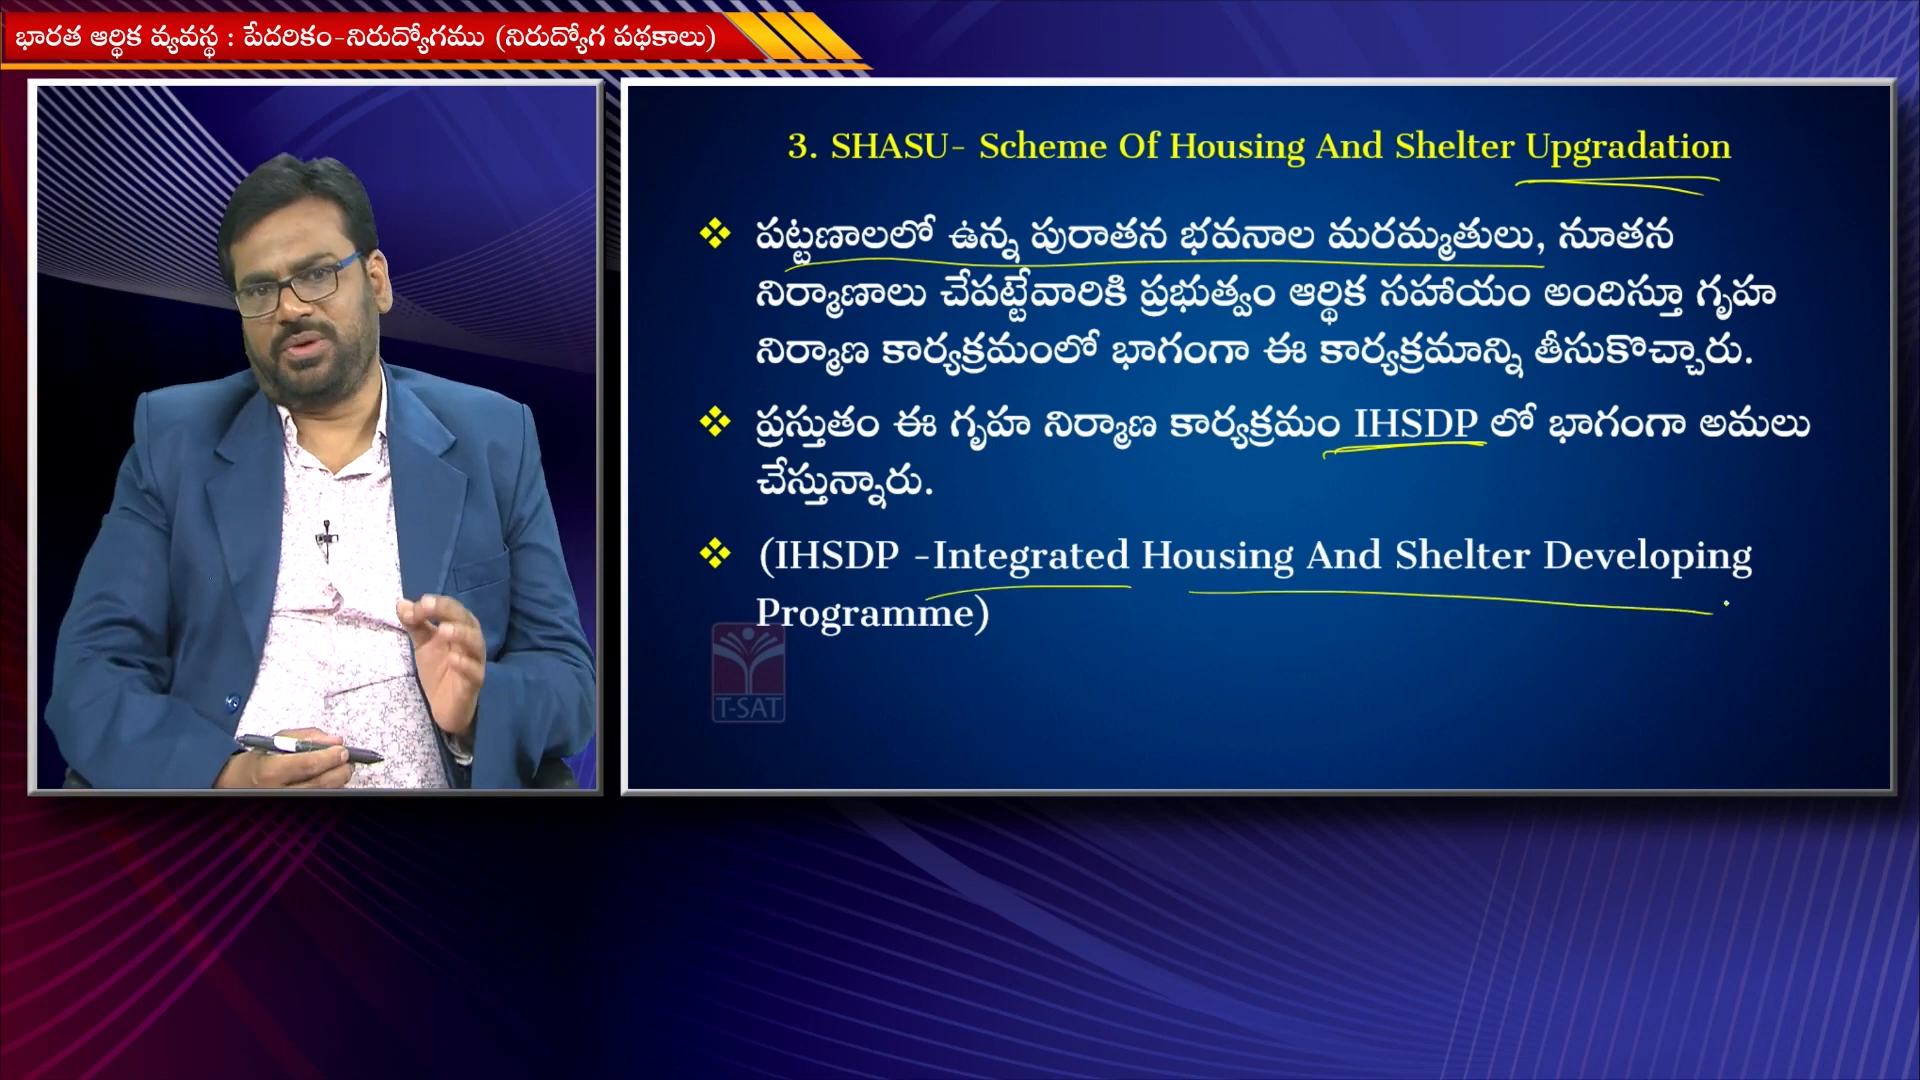 భారత ఆర్థిక వ్యవస్థ : పేదరికం-నిరుద్యోగము (నిరుద్యోగ పథకాలు)
3. SHASU- Scheme Of Housing And Shelter Upgradation
పట్టణాలలో ఉన్న పురాతన భవనాల మరమ్మతులు, నూతన
నిర్మాణాలు చేపట్టేవారికి ప్రభుత్వం ఆర్థిక సహాయం అందిస్తూ గృహ
నిర్మాణ కార్యక్రమంలో భాగంగా ఈ కార్యక్రమాన్ని తీసుకొచ్చారు.
ప్రస్తుతం ఈ గృహ నిర్మాణ కార్యక్రమం IHSDP లో భాగంగా అమలు
చేస్తున్నారు.
(IHSDP -Integrated Housing And Shelter Developing
Programme)
T-SAT